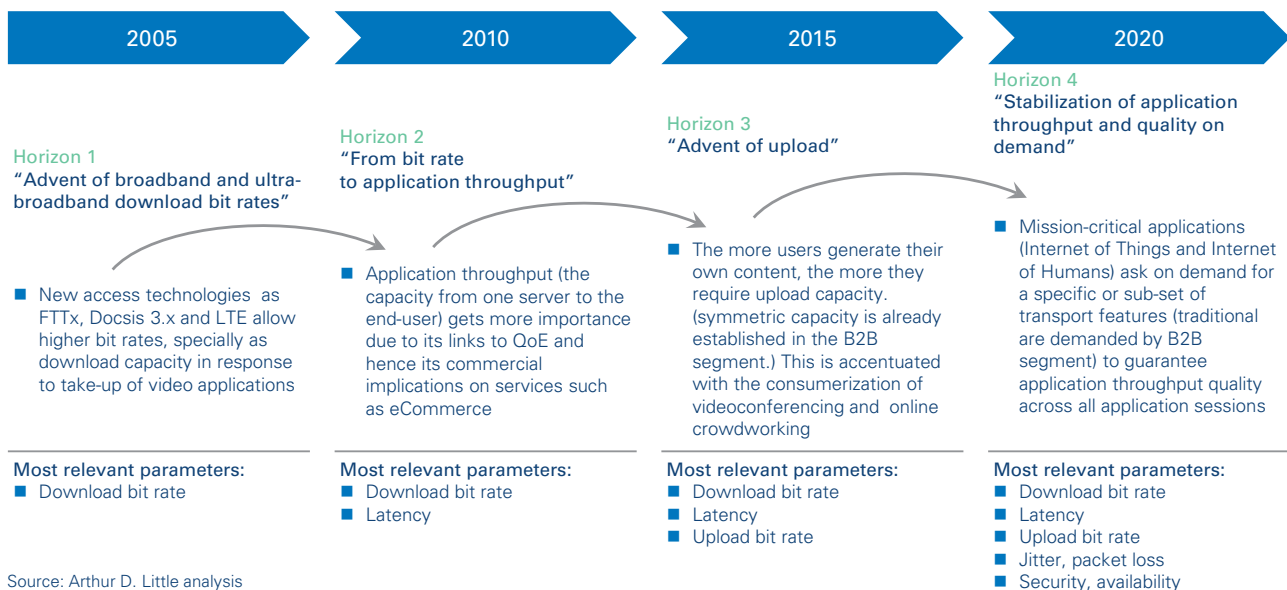 2005
2010
2015
2020
Horizon 1
“Advent of broadband and ultra-
broadband download bit rates”
■ New access technologies as
FTTx, Docsis 3.x and LTE allow
higher bit rates, specially as
download capacity in response
to take-up of video applications
Most relevant parameters:
■ Download bit rate
Horizon 2
“From bit rate
to application throughput”
■ Application throughput (the
capacity from one server to the
end-user) gets more importance
due to its links to QoE and
hence its commercial
implications on services such
as eCommerce
Most relevant parameters:
■ Download bit rate
■ Latency
Horizon 3
“Advent of upload”
■ The more users generate their
own content, the more they
require upload capacity.
(symmetric capacity is already
established in the B2B
segment.) This is accentuated
with the consumerization of
videoconferencing and online
crowdworking
Most relevant parameters:
■ Download bit rate
■ Latency
■ Upload bit rate
Horizon 4
“Stabilization of application
throughput and quality on
demand”
■ Mission-critical applications
(Internet of Things and Internet
of Humans) ask on demand for
a specific or sub-set of
transport features (traditional
are demanded by B2B
segment) to guarantee
application throughput quality
across all application sessions
Most relevant parameters:
■ Download bit rate
■ Latency
■ Upload bit rate
■ Jitter, packet loss
■ Security, availability
Source: Arthur D. Little analysis